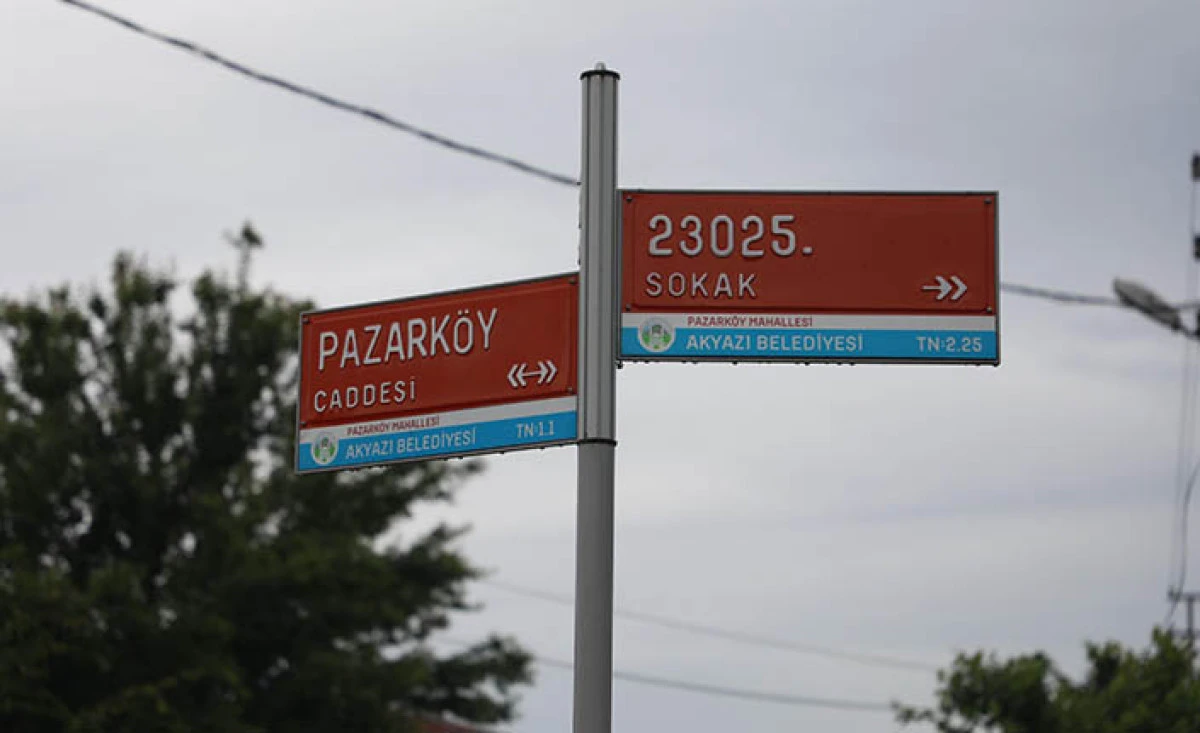 PAZARKÖY
CADDESİ
PAZARKÖY MAHALLESİ
AKYAZI BELEDİYESİ TN:1.1
23025.
SOKAK
PAZARKÖY MAHALLESİ
AKYAZI BELEDİYESİ TN:2.25